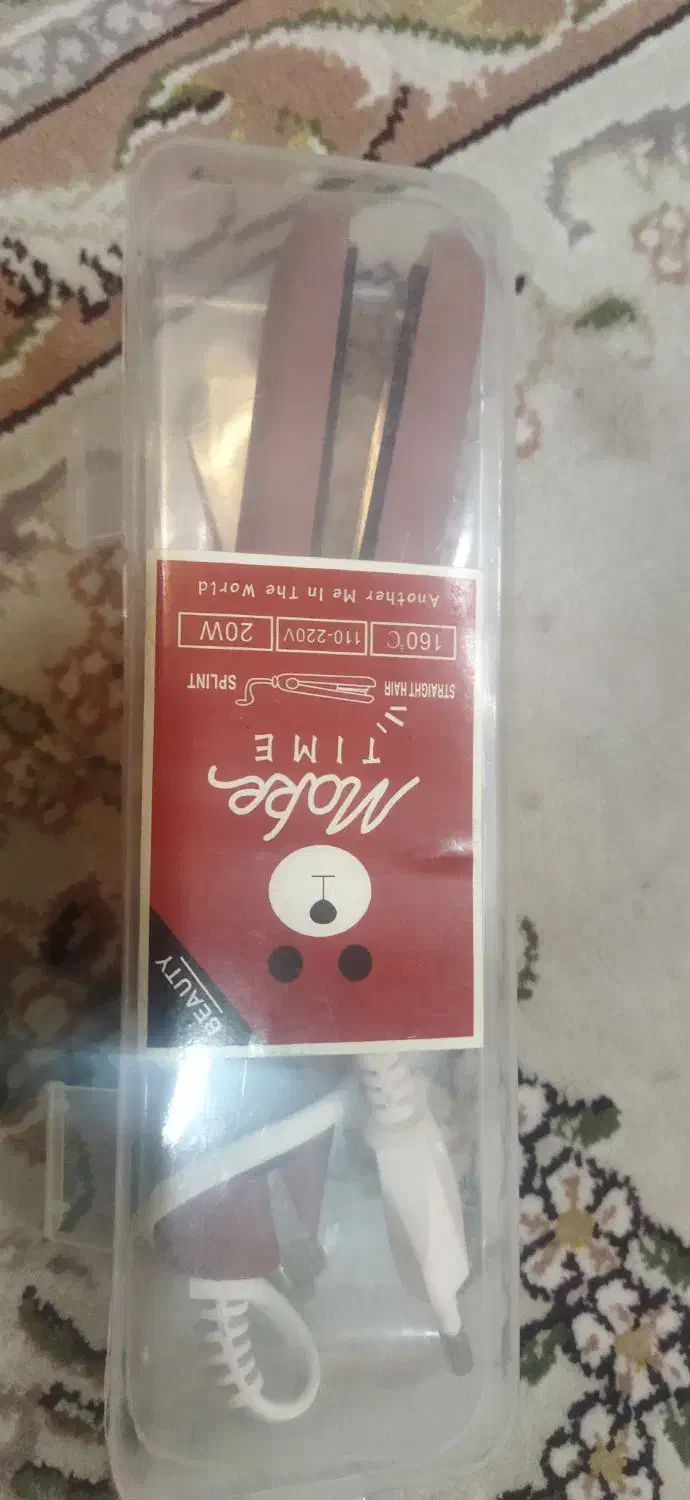 BEAUTY
Make
TIME
STRAIGHT HAIR SPLINT
160℃ 110-220V 20W
Another Me In The World